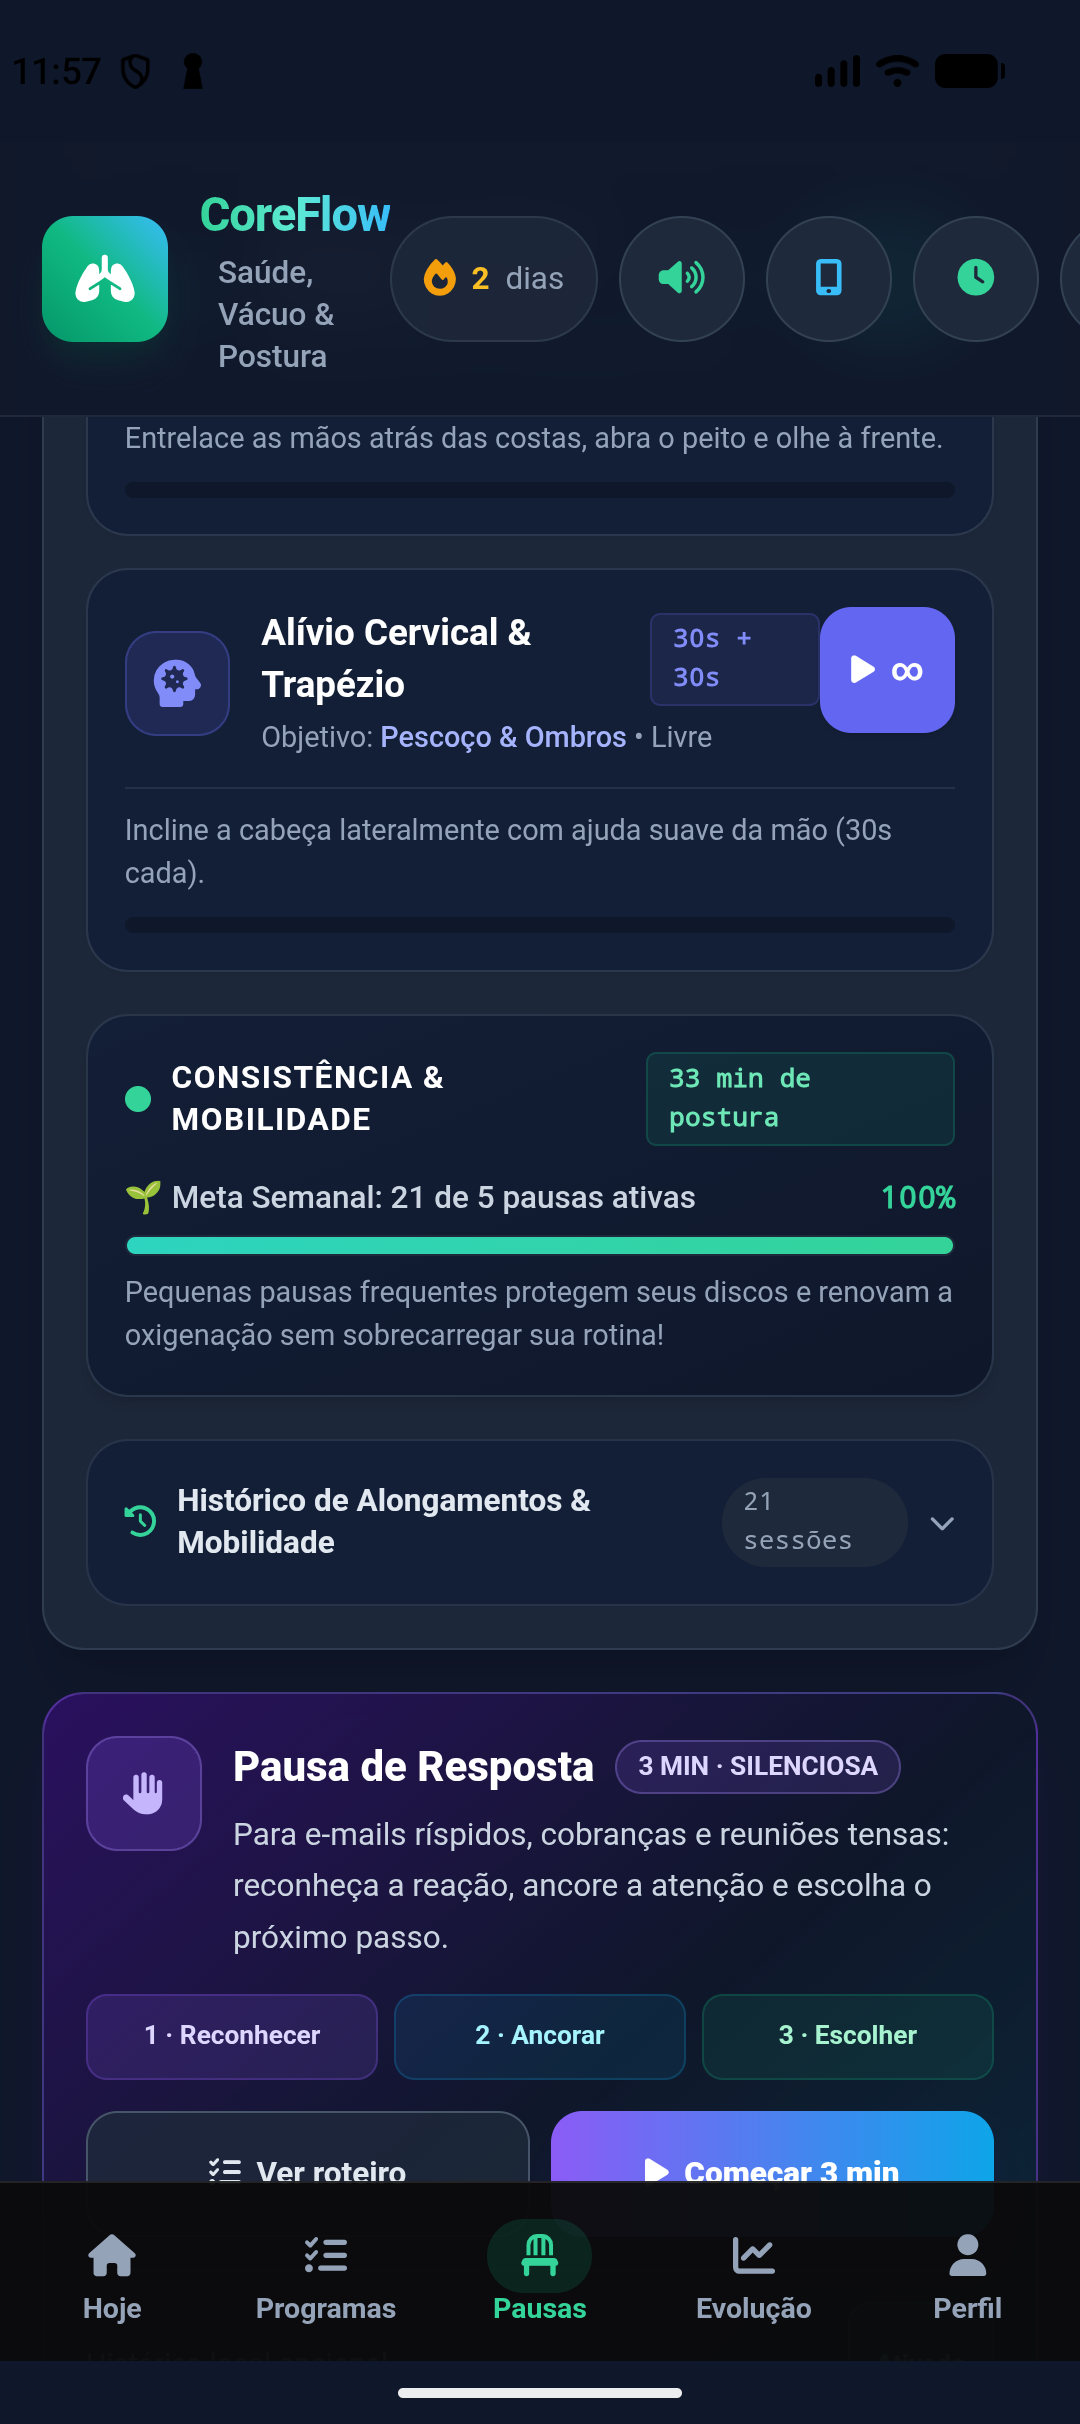 11:57
CoreFlow
Saúde,
Vácuo &
Postura
2 dias
Entrelace as mãos atrás das costas, abra o peito e olhe à frente.
Alívio Cervical &
Trapézio
30s +
30s
∞
Objetivo: Pescoço & Ombros • Livre
Incline a cabeça lateralmente com ajuda suave da mão (30s
cada).
CONSISTÊNCIA &
MOBILIDADE
33 min de
postura
🌱 Meta Semanal: 21 de 5 pausas ativas
100%
Pequenas pausas frequentes protegem seus discos e renovam a
oxigenação sem sobrecarregar sua rotina!
Histórico de Alongamentos &
Mobilidade
21
sessões
Pausa de Resposta
3 MIN · SILENCIOSA
Para e-mails ríspidos, cobranças e reuniões tensas:
reconheça a reação, ancore a atenção e escolha o
próximo passo.
1 · Reconhecer
2 · Ancorar
3 · Escolher
Ver roteiro
Começar 3 min
Hoje
Programas
Pausas
Evolução
Perfil